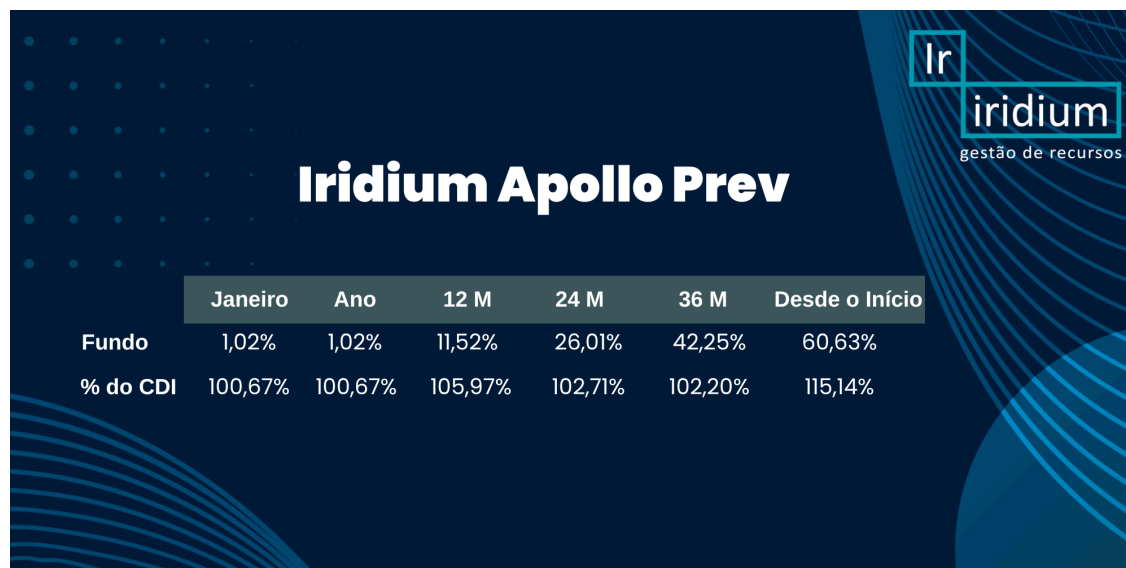 Ir
iridium
gestão de recursos
Iridium Apollo Prev
Janeiro Ano 12 M 24 M 36 M Desde o Início
Fundo 1,02% 1,02% 11,52% 26,01% 42,25% 60,63%
% do CDI 100,67% 100,67% 105,97% 102,71% 102,20% 115,14%